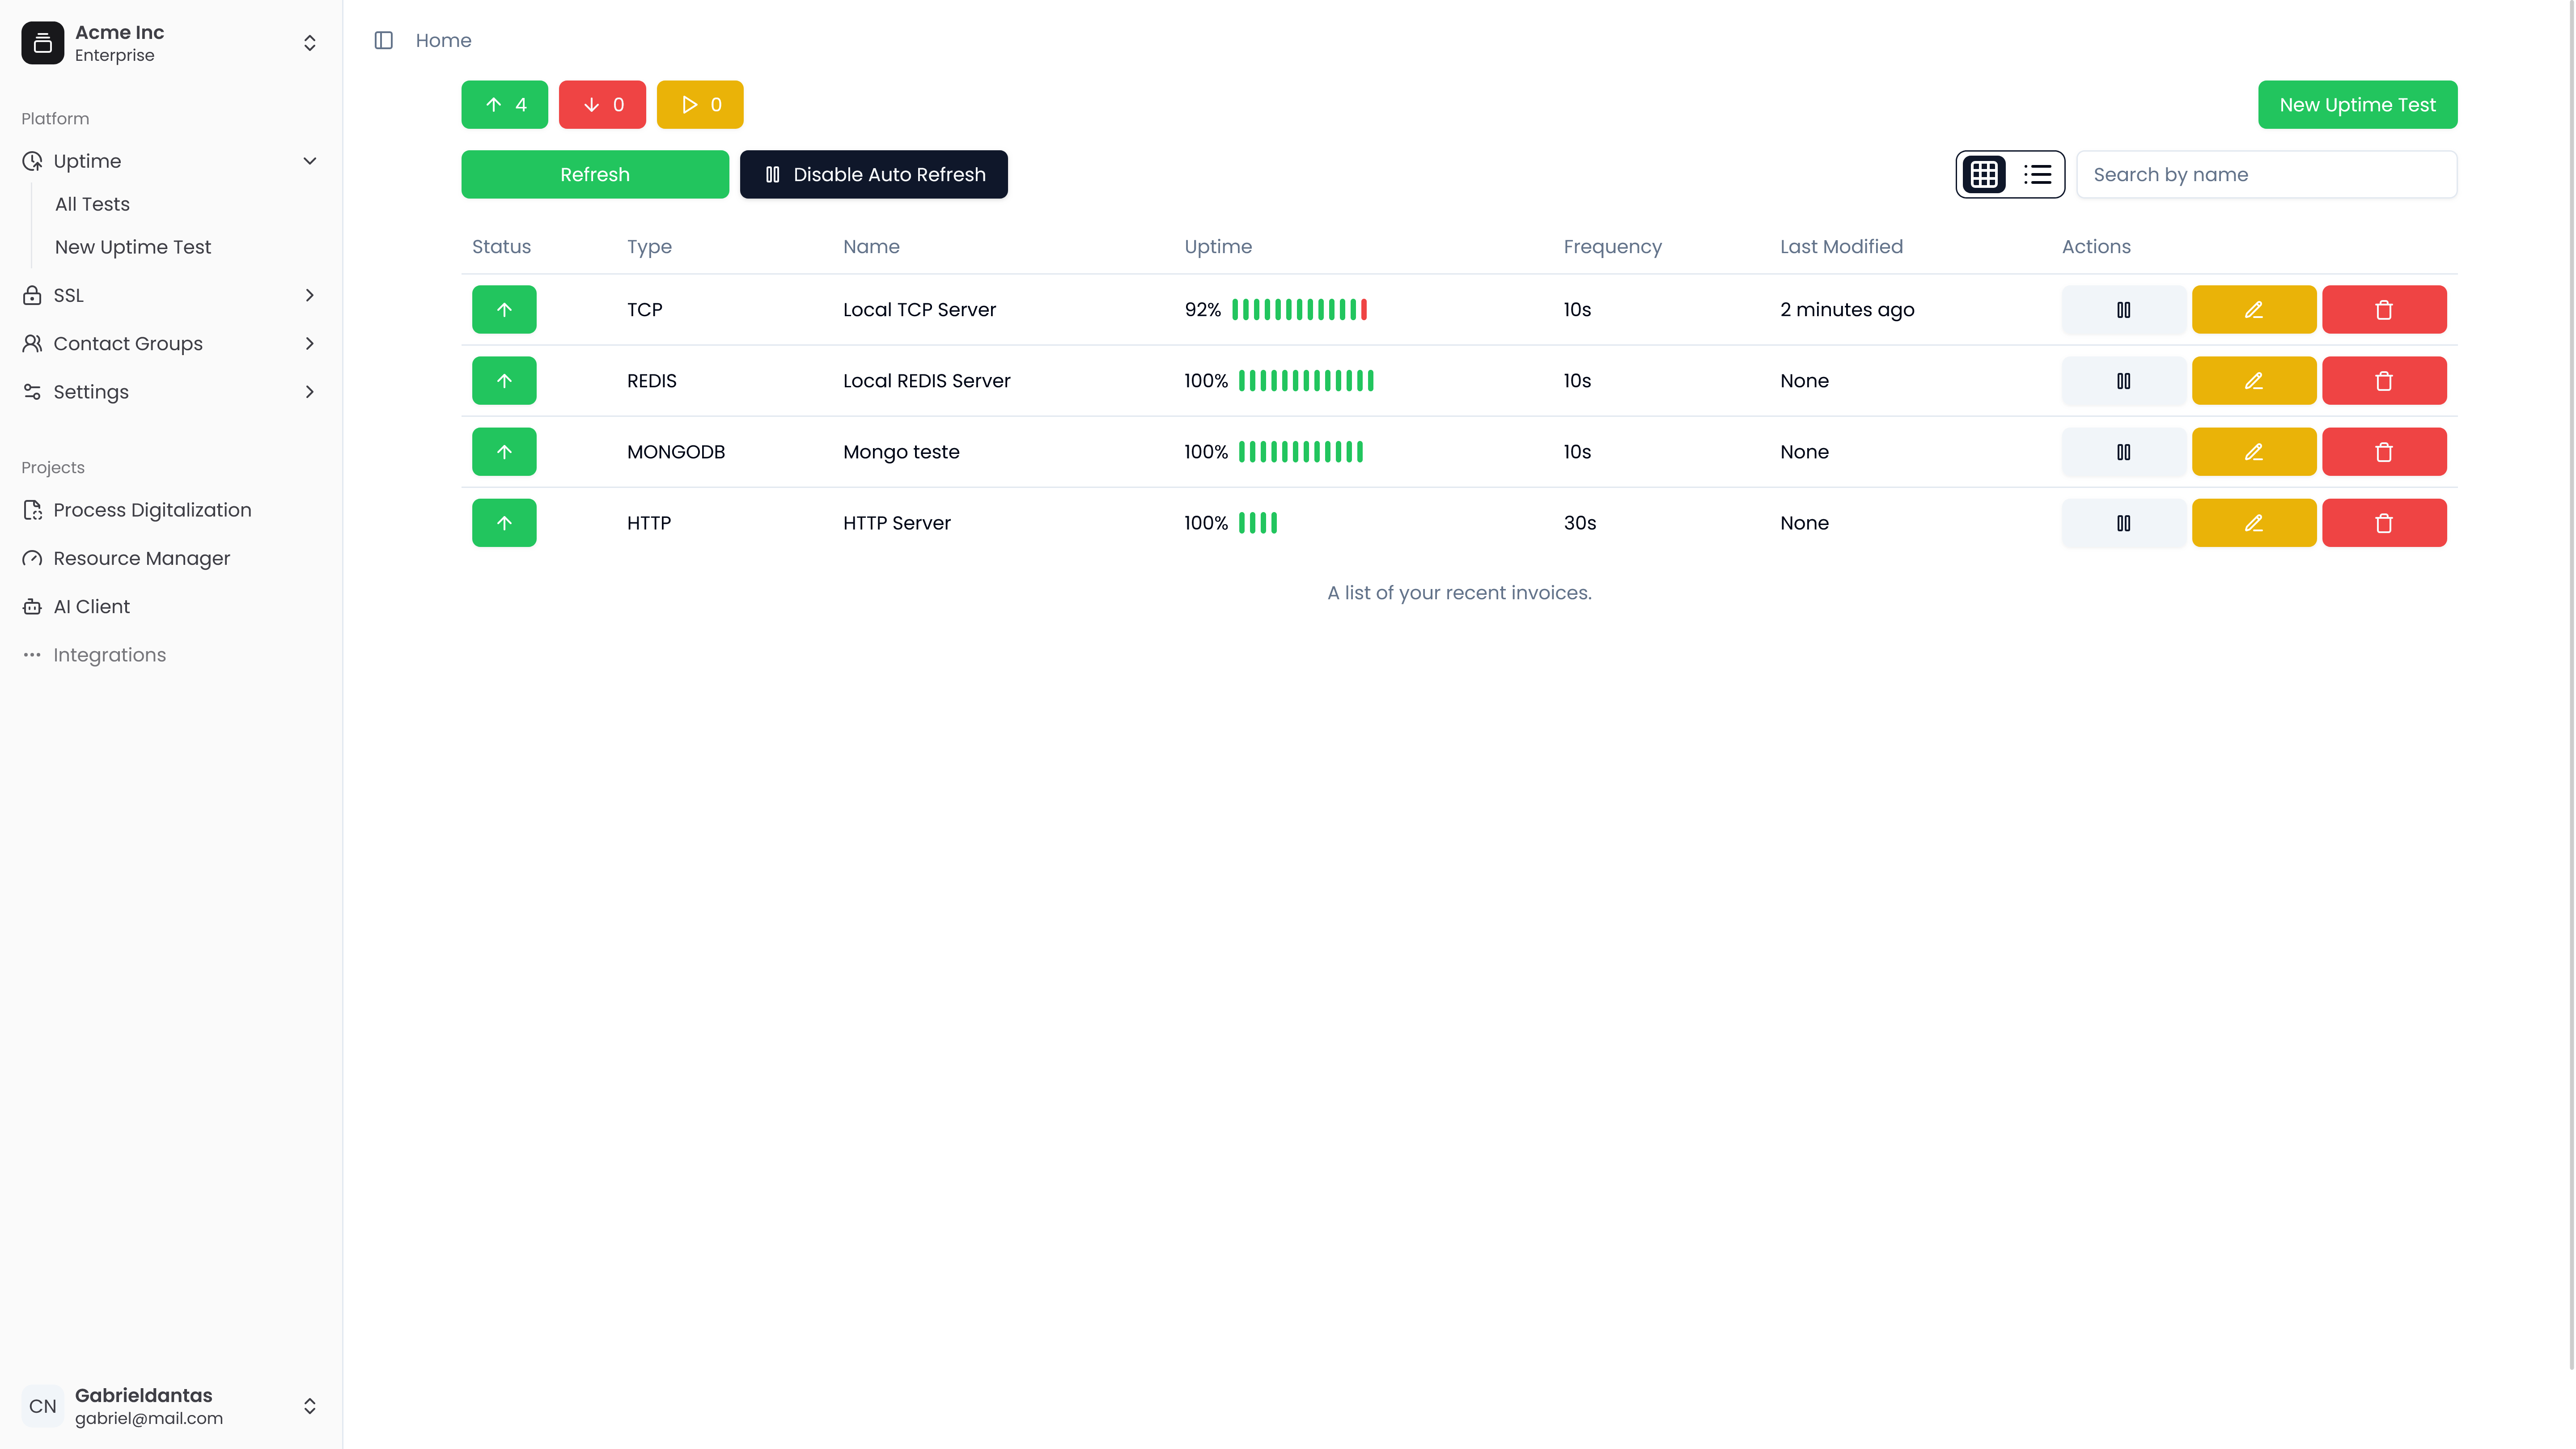 Acme Inc
Enterprise
Platform
Uptime
All Tests
New Uptime Test
SSL
Contact Groups
Settings
Projects
Process Digitalization
Resource Manager
AI Client
Integrations
CN
Gabrieldantas
gabriel@mail.com
Home
4 0 0
New Uptime Test
Refresh Disable Auto Refresh Search by name
Status Type Name Uptime Frequency Last Modified Actions
TCP Local TCP Server 92% 10s 2 minutes ago
REDIS Local REDIS Server 100% 10s None
MONGODB Mongo teste 100% 10s None
HTTP HTTP Server 100% 30s None
A list of your recent invoices.